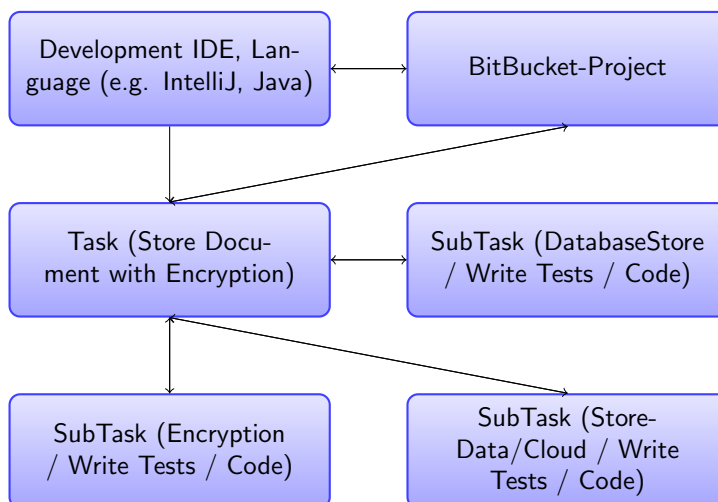 Development IDE, Lan-
guage (e.g. IntelliJ, Java)
BitBucket-Project
Task (Store Docu-
ment with Encryption)
SubTask (DatabaseStore
/ Write Tests / Code)
SubTask (Encryption
/ Write Tests / Code)
SubTask (Store-
Data/Cloud / Write
Tests / Code)